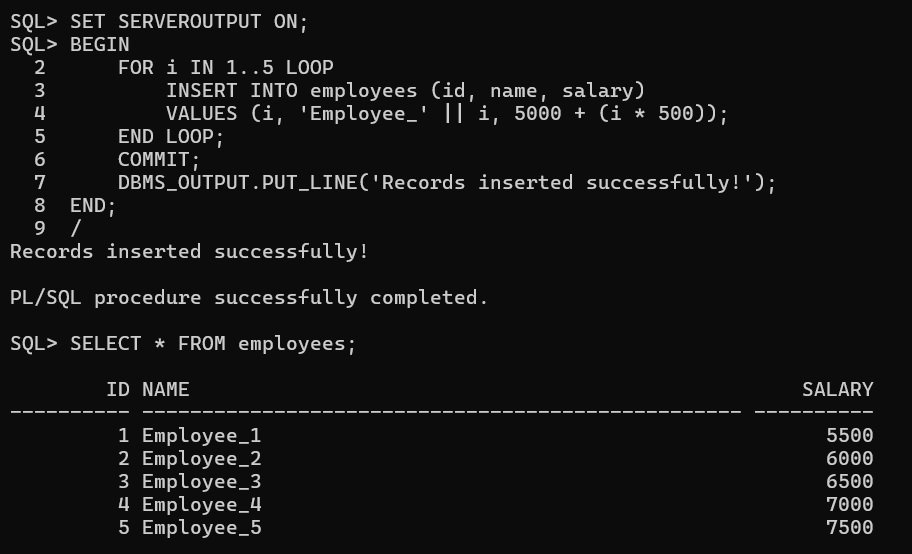 SQL> SET SERVEROUTPUT ON;
SQL> BEGIN
  2      FOR i IN 1..5 LOOP
  3          INSERT INTO employees (id, name, salary)
  4          VALUES (i, 'Employee_' || i, 5000 + (i * 500));
  5      END LOOP;
  6      COMMIT;
  7      DBMS_OUTPUT.PUT_LINE('Records inserted successfully!');
  8  END;
  9  /
Records inserted successfully!

PL/SQL procedure successfully completed.

SQL> SELECT * FROM employees;

        ID NAME                                                   SALARY
---------- -------------------------------------------------- ----------
         1 Employee_1                                               5500
         2 Employee_2                                               6000
         3 Employee_3                                               6500
         4 Employee_4                                               7000
         5 Employee_5                                               7500